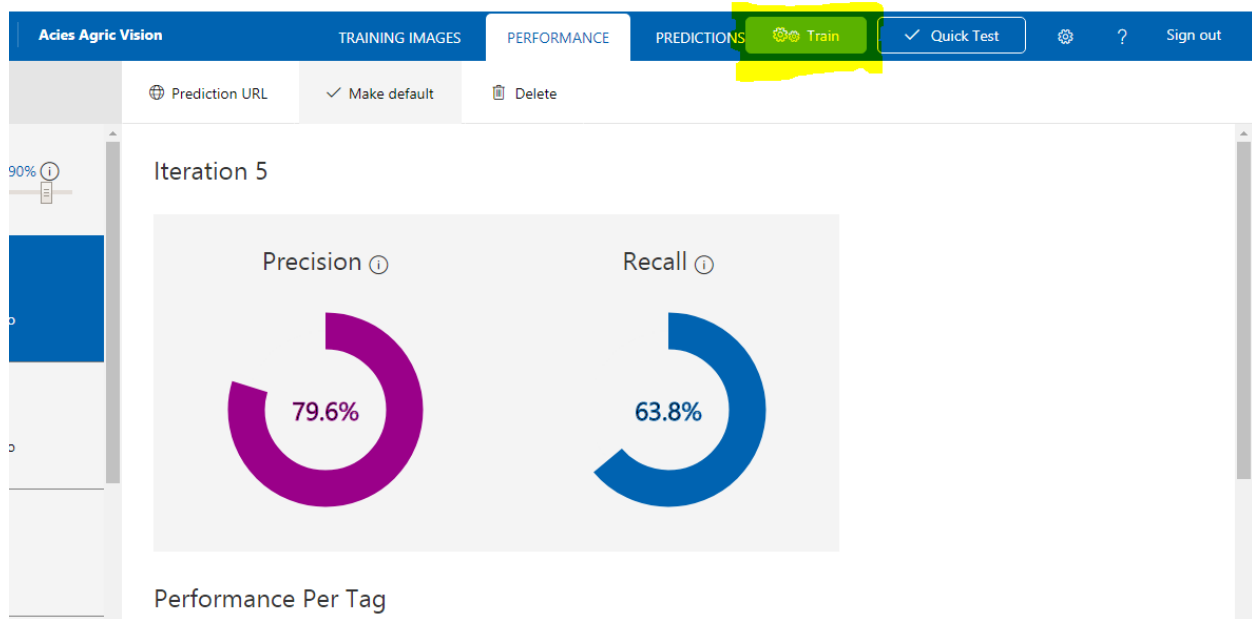 Acies Agric Vision
TRAINING IMAGES
PERFORMANCE
PREDICTIONS
Train
Quick Test
?
Sign out
Prediction URL
Make default
Delete
90%
Iteration 5
Precision
Recall
79.6%
63.8%
Performance Per Tag